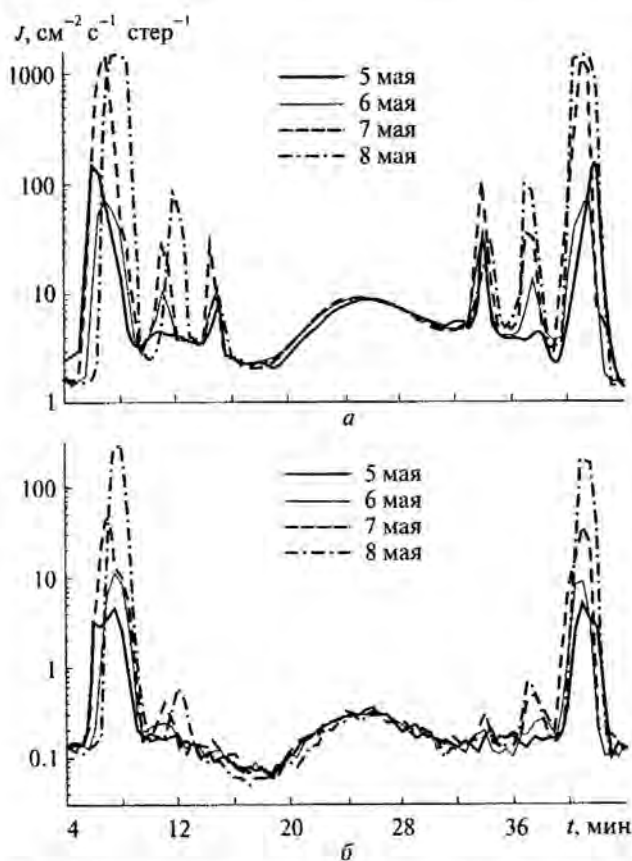 J, см⁻² с⁻¹ стер⁻¹
1000
100
10
1
5 мая
6 мая
7 мая
8 мая
а
100
10
1
0.1
5 мая
6 мая
7 мая
8 мая
4 12 20 28 36 t, мин
б